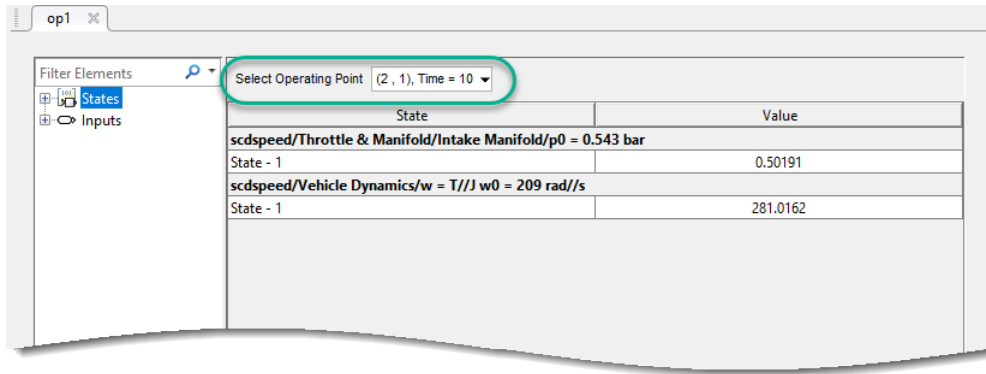 op1
Filter Elements
States
Inputs
Select Operating Point (2 , 1), Time = 10
State Value
scdspeed/Throttle & Manifold/Intake Manifold/p0 = 0.543 bar
State - 1 0.50191
scdspeed/Vehicle Dynamics/w = T//J w0 = 209 rad//s
State - 1 281.0162